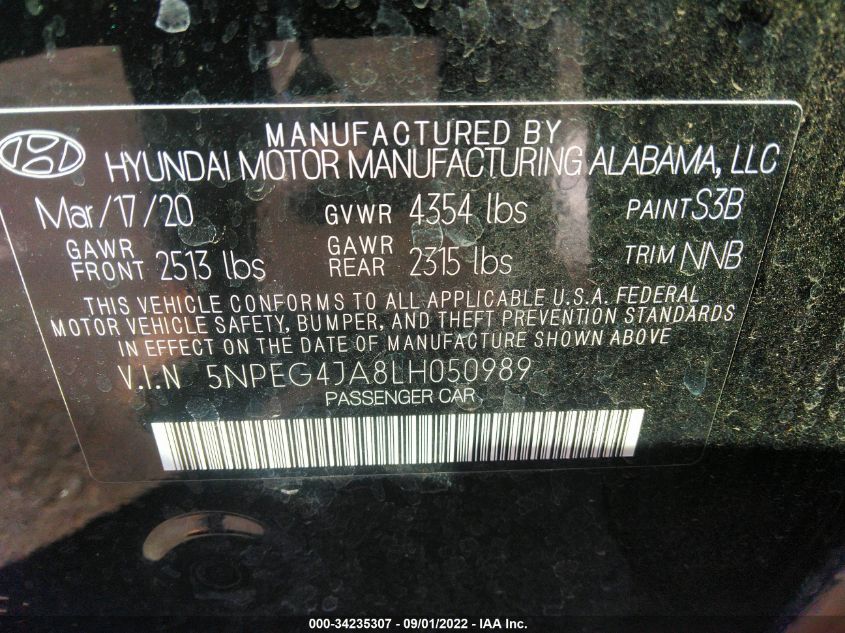 MANUFACTURED BY
HYUNDAI MOTOR MANUFACTURING ALABAMA, LLC
Mar/17/20 GVWR 4354 lbs PAINT S3B
GAWR FRONT 2513 lbs GAWR REAR 2315 lbs TRIM NNB
THIS VEHICLE CONFORMS TO ALL APPLICABLE U.S.A. FEDERAL
MOTOR VEHICLE SAFETY, BUMPER, AND THEFT PREVENTION STANDARDS
IN EFFECT ON THE DATE OF MANUFACTURE SHOWN ABOVE
V.I.N 5NPEG4JA8LH050989
PASSENGER CAR
000-34235307 - 09/01/2022 - IAA Inc.